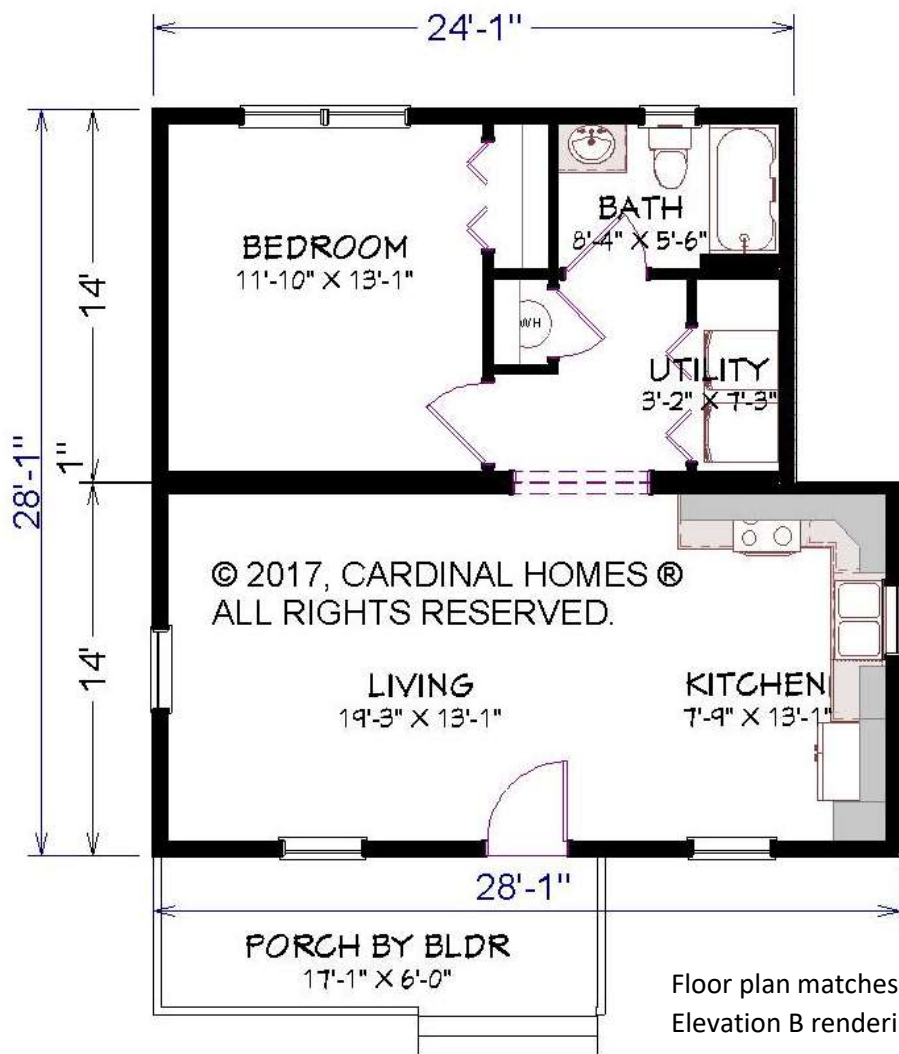 24'-1"
BATH
8'-4" X 5'-6"
BEDROOM
11'-10" X 13'-1"
14'
WH
UTILITY
3'-2" X 7'-3"
28'-1"
1"
© 2017, CARDINAL HOMES ®
ALL RIGHTS RESERVED.
14'
LIVING
19'-3" X 13'-1"
KITCHEN
7'-9" X 13'-1"
28'-1"
PORCH BY BLDR
17'-1" X 6'-0"
Floor plan matches
Elevation B renderi